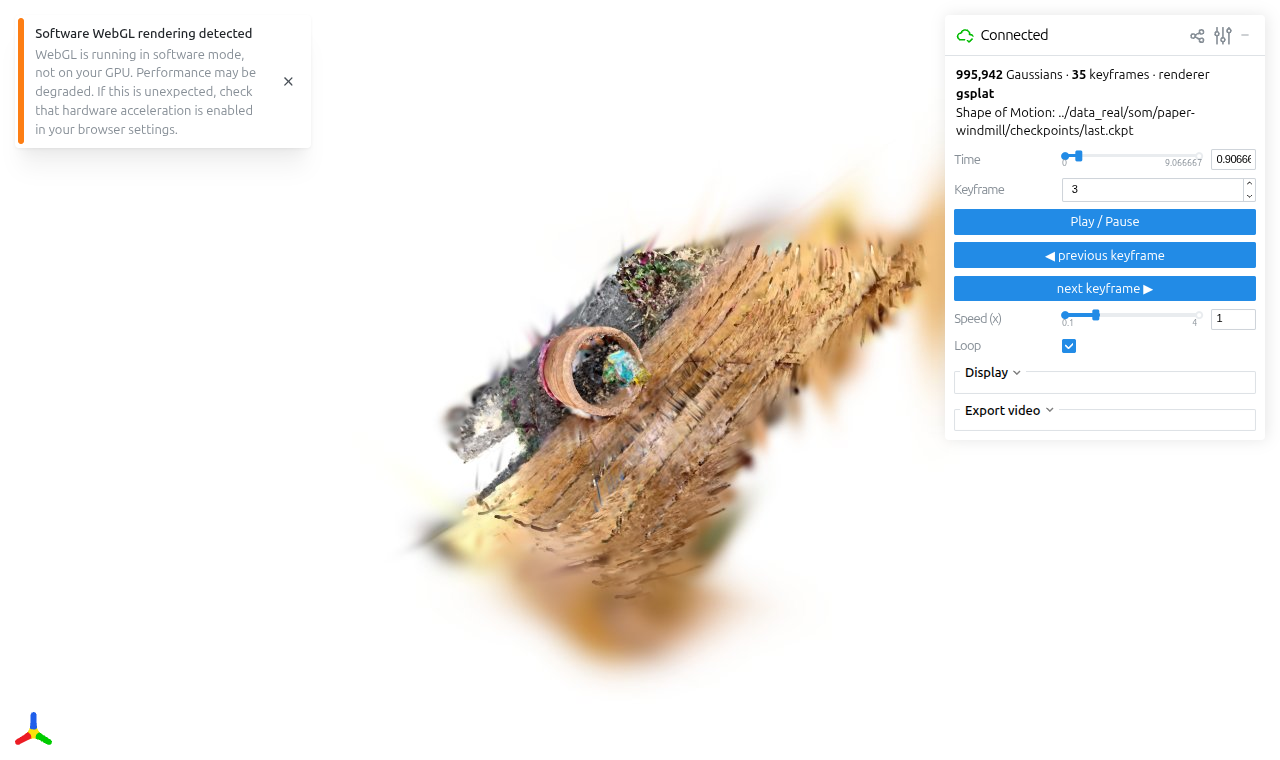 Software WebGL rendering detected
WebGL is running in software mode,
not on your GPU. Performance may be
degraded. If this is unexpected, check
that hardware acceleration is enabled
in your browser settings.
Connected
995,942 Gaussians · 35 keyframes · renderer
gsplat
Shape of Motion: ../data_real/som/paper-
windmill/checkpoints/last.ckpt
Time
0
9.066667
0.9066
Keyframe
3
Play / Pause
◀ previous keyframe
next keyframe ▶
Speed (x)
0.1
4
1
Loop
Display
Export video